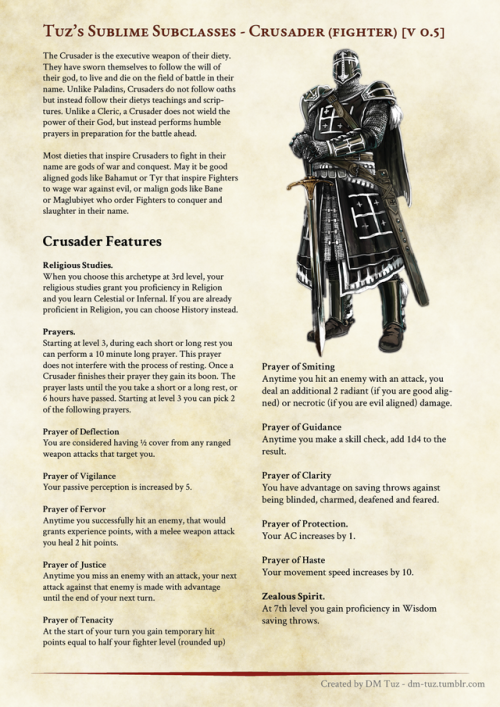 Tuz's Sublime Subclasses - Crusader (fighter) [v 0.5]
The Crusader is the executive weapon of their diety.
They have sworn themselves to follow the will of
their god, to live and die on the field of battle in their
name. Unlike Paladins, Crusaders do not follow oaths
but instead follow their dietys teachings and scrip-
tures. Unlike a Cleric, a Crusader does not wield the
power of their God, but instead performs humble
prayers in preparation for the battle ahead.
Most dieties that inspire Crusaders to fight in their
name are gods of war and conquest. May it be good
aligned gods like Bahamut or Tyr that inspire Fighters
to wage war against evil, or malign gods like Bane
or Maglubiyet who order Fighters to conquer and
slaughter in their name.
Crusader Features
Religious Studies.
When you choose this archetype at 3rd level, your
religious studies grant you proficiency in Religion
and you learn Celestial or Infernal. If you are already
proficient in Religion, you can choose History instead.
Prayers.
Starting at level 3, during each short or long rest you
can perform a 10 minute long prayer. This prayer
does not interfere with the process of resting. Once a
Crusader finishes their prayer they gain its boon. The
prayer lasts until the you take a short or a long rest, or
6 hours have passed. Starting at level 3 you can pick 2
of the following prayers.
Prayer of Deflection
You are considered having ½ cover from any ranged
weapon attacks that target you.
Prayer of Vigilance
Your passive perception is increased by 5.
Prayer of Fervor
Anytime you successfully hit an enemy, that would
grants experience points, with a melee weapon attack
you heal 2 hit points.
Prayer of Justice
Anytime you miss an enemy with an attack, your next
attack against that enemy is made with advantage
until the end of your next turn.
Prayer of Tenacity
At the start of your turn you gain temporary hit
points equal to half your fighter level (rounded up)
Prayer of Smiting
Anytime you hit an enemy with an attack, you
deal an additional 2 radiant (if you are good alig-
ned) or necrotic (if you are evil aligned) damage.
Prayer of Guidance
Anytime you make a skill check, add 1d4 to the
result.
Prayer of Clarity
You have advantage on saving throws against
being blinded, charmed, deafened and feared.
Prayer of Protection.
Your AC increases by 1.
Prayer of Haste
Your movement speed increases by 10.
Zealous Spirit.
At 7th level you gain proficiency in Wisdom
saving throws.
Created by DM Tuz - dm-tuz.tumblr.com